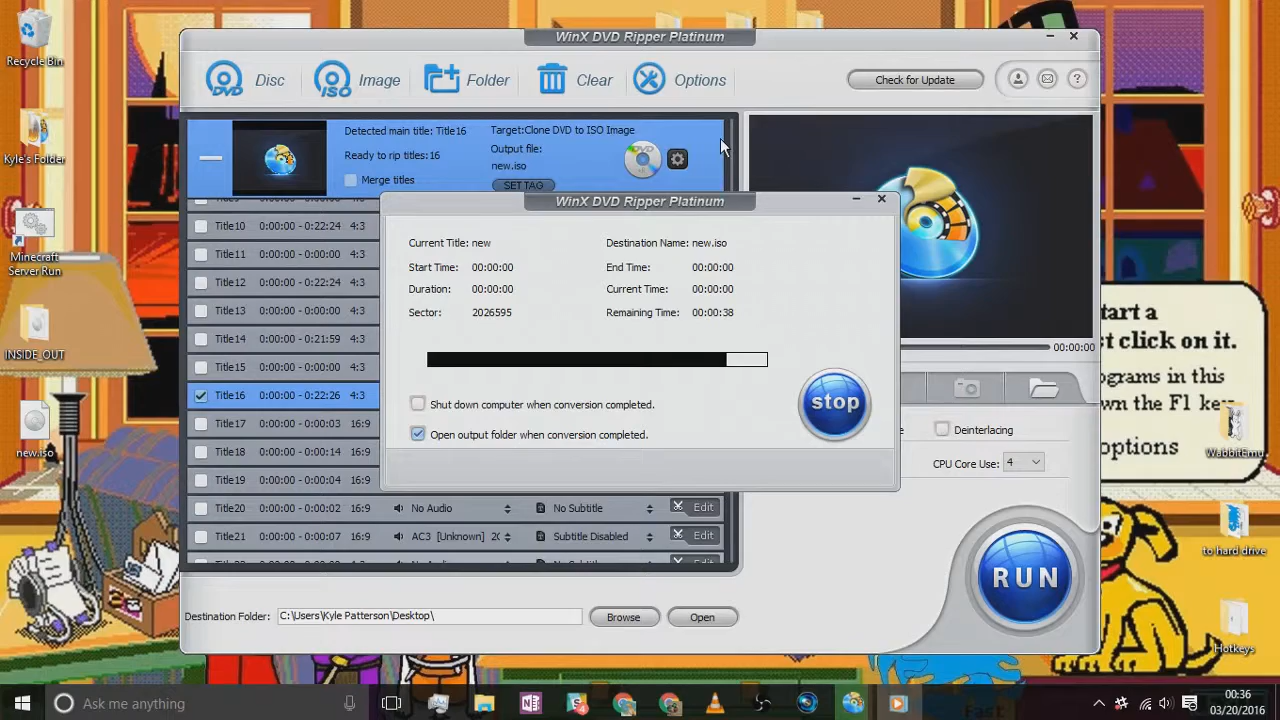 Recycle Bin
Kyle's Folder
Minecraft
Server Run
INSIDE_OUT
new.iso
WinX DVD Ripper Platinum
Disc
Image
Folder
Clear
Options
Check for Update
?
Detected main title: Title16
Ready to rip titles:16
Merge titles
Target:Clone DVD to ISO Image
Output file:
new.iso
SET TAG
Title10 0:00:00 - 0:22:24 4:3
Title11 0:00:00 - 0:00:00 4:3
Title12 0:00:00 - 0:22:24 4:3
Title13 0:00:00 - 0:00:00 4:3
Title14 0:00:00 - 0:21:59 4:3
Title15 0:00:00 - 0:00:00 4:3
Title16 0:00:00 - 0:22:26 4:3
Title17 0:00:00 - 0:00:03 16:9
Title18 0:00:00 - 0:00:14 16:9
Title19 0:00:00 - 0:00:04 16:9
Title20 0:00:00 - 0:00:02 16:9 No Audio No Subtitle Edit
Title21 0:00:00 - 0:00:07 16:9 AC3 [Unknown] 2C Subtitle Disabled Edit
WinX DVD Ripper Platinum
Current Title: new
Destination Name: new.iso
Start Time: 00:00:00
End Time: 00:00:00
Duration: 00:00:00
Current Time: 00:00:00
Sector: 2026595
Remaining Time: 00:00:38
Shut down computer when conversion completed.
Open output folder when conversion completed.
stop
00:00:00
Deinterlacing
CPU Core Use: 4
RUN
Destination Folder: C:\Users\Kyle Patterson\Desktop\
Browse
Open
tart a
t click on it.
ograms in this
wn the F1 key
options
WabbitEmu
to hard drive
Hotkeys
Ask me anything
00:36
03/20/2016